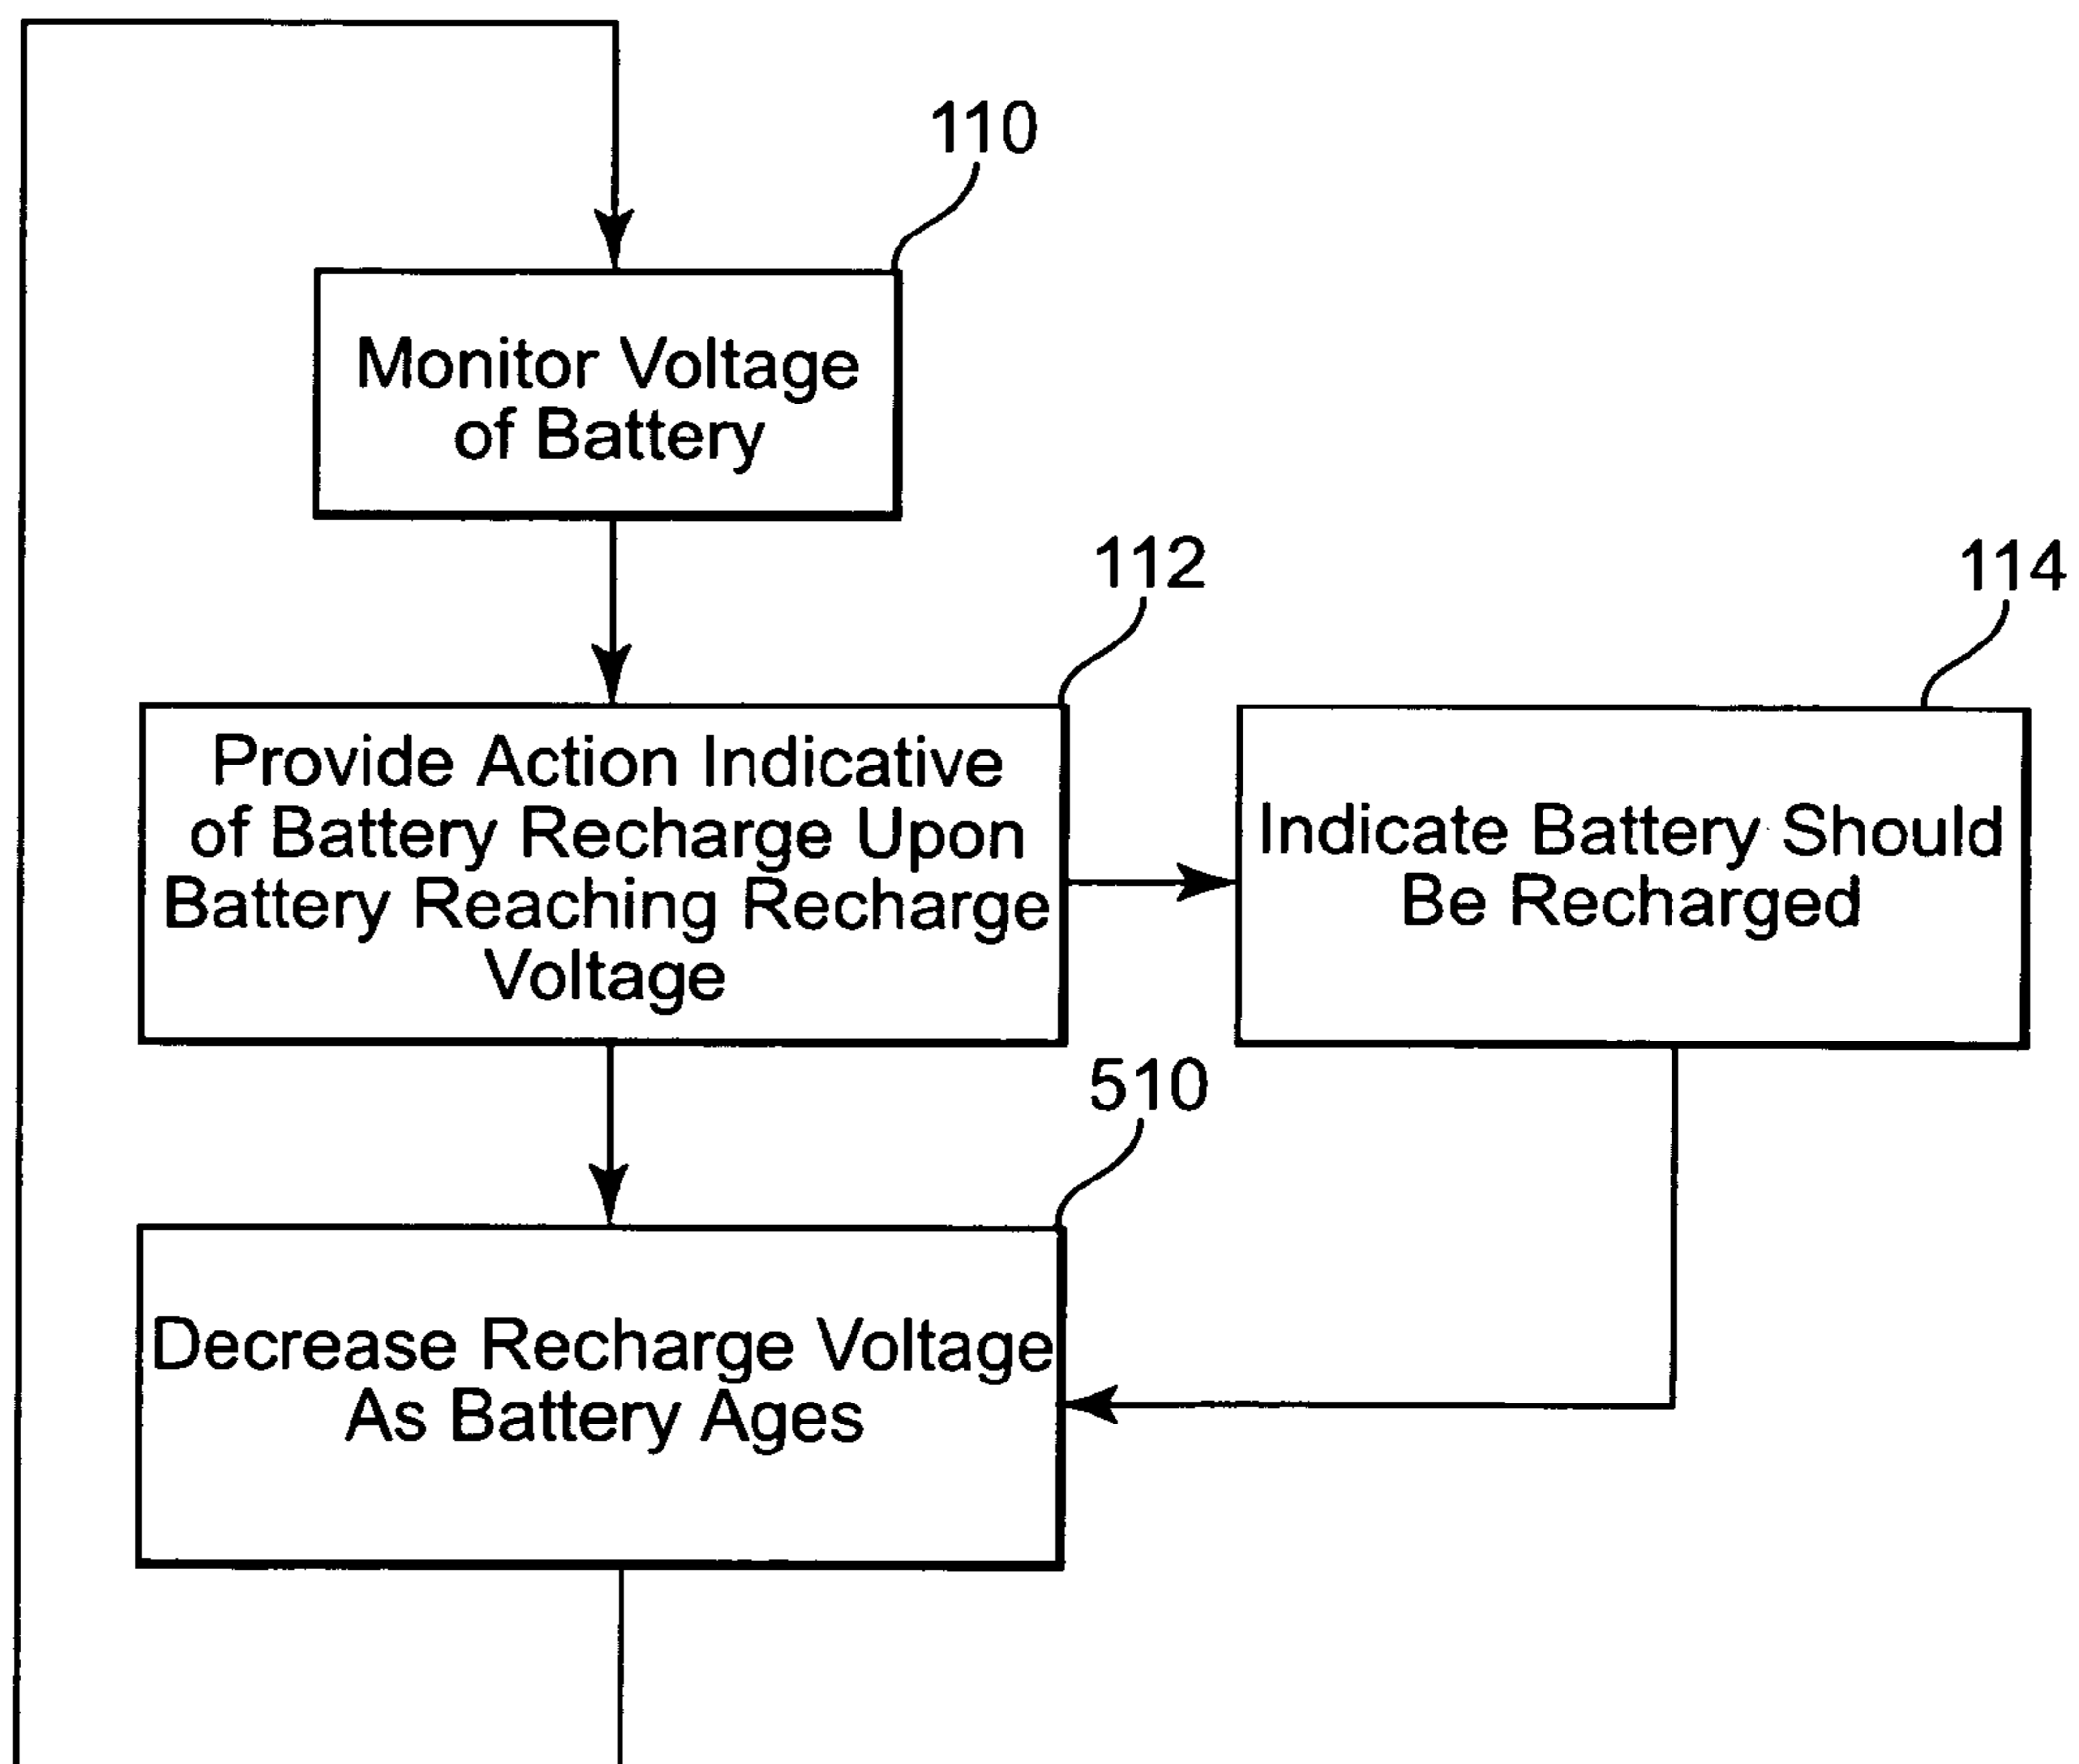 110
Monitor Voltage
of Battery
112
Provide Action Indicative
of Battery Recharge Upon
Battery Reaching Recharge
Voltage
114
Indicate Battery Should
Be Recharged
510
Decrease Recharge Voltage
As Battery Ages